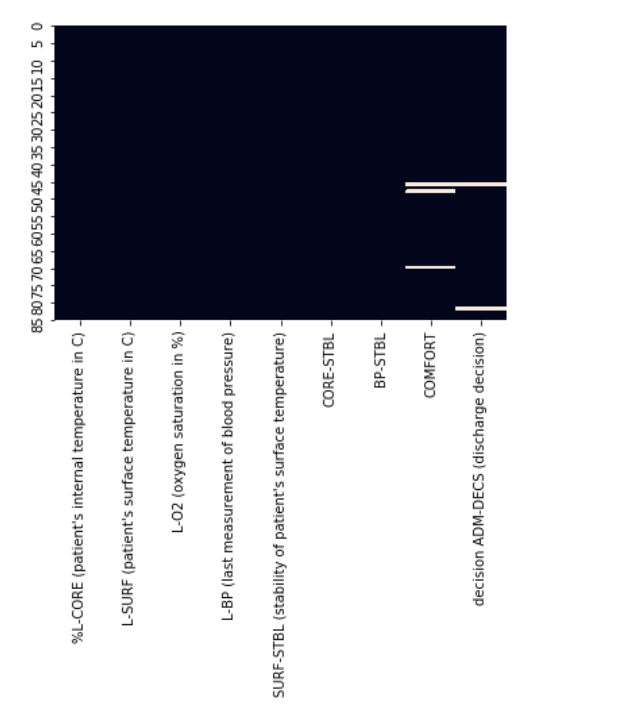 0
5
10
15
20
25
30
35
40
45
50
55
60
65
70
75
80
85
%L-CORE (patient's internal temperature in C)
L-SURF (patient's surface temperature in C)
L-O2 (oxygen saturation in %)
L-BP (last measurement of blood pressure)
SURF-STBL (stability of patient's surface temperature)
CORE-STBL
BP-STBL
COMFORT
decision ADM-DECS (discharge decision)